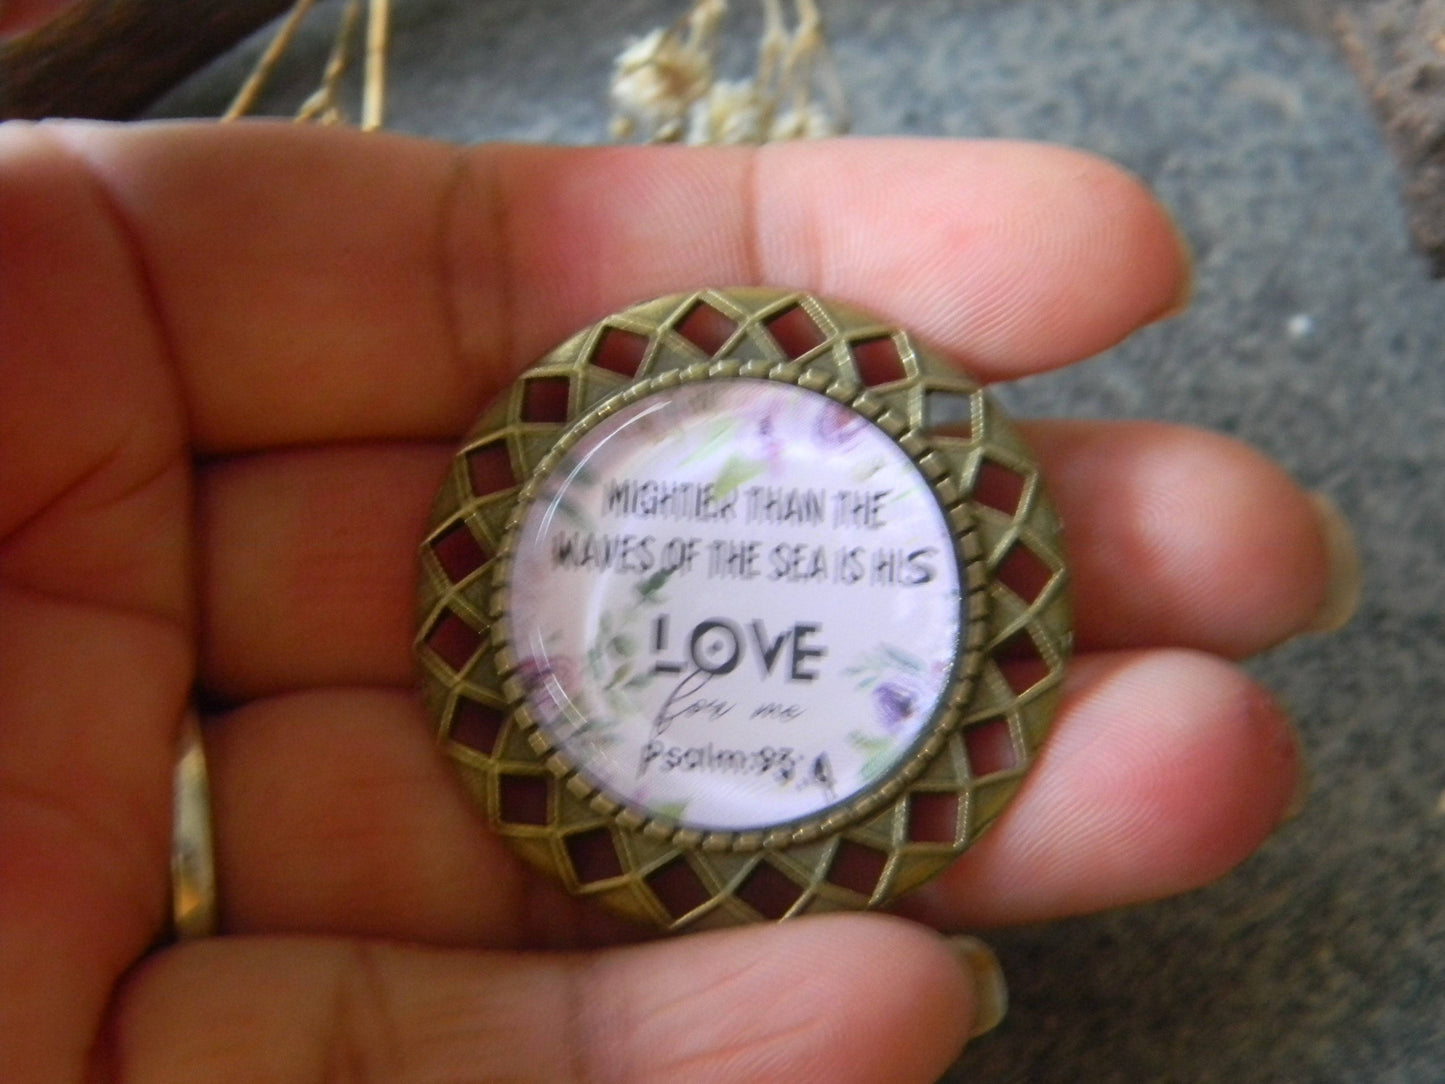 MIGHTIER THAN THE
WAVES OF THE SEA IS HIS
LOVE
for me
Psalm:93:4